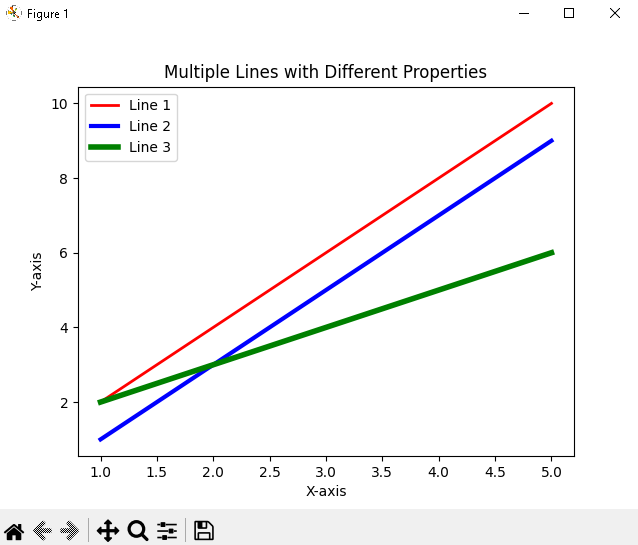 Figure 1
Multiple Lines with Different Properties
Line 1
Line 2
Line 3
Y-axis
10
8
6
4
2
1.0 1.5 2.0 2.5 3.0 3.5 4.0 4.5 5.0
X-axis